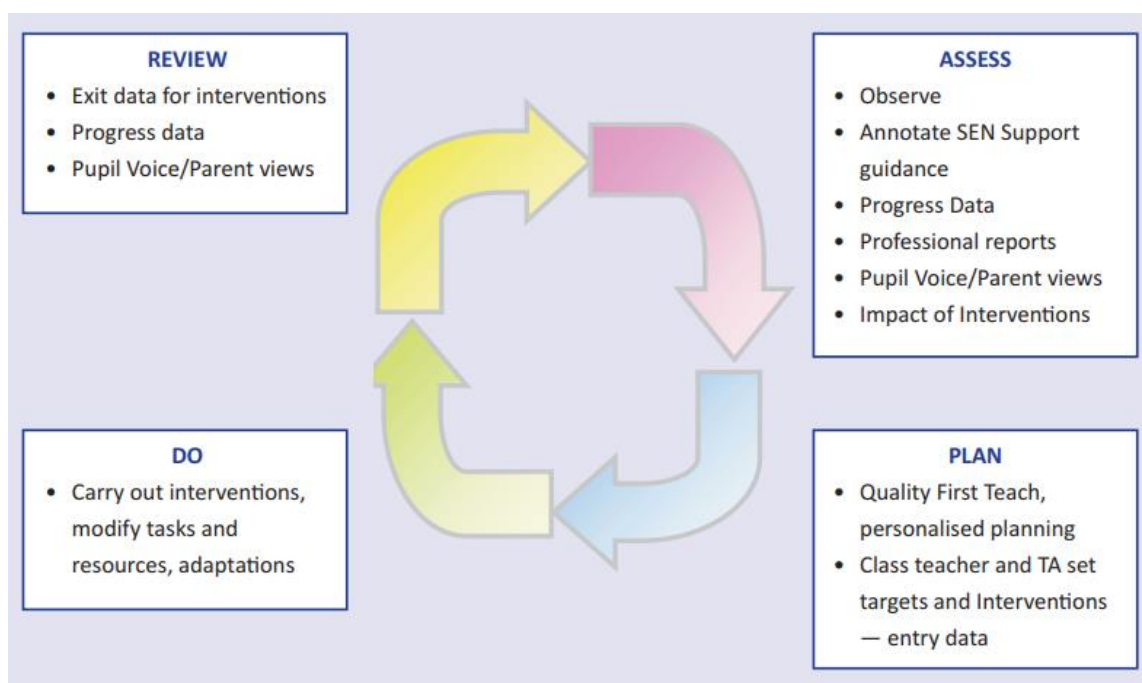 REVIEW
• Exit data for interventions
• Progress data
• Pupil Voice/Parent views
ASSESS
• Observe
• Annotate SEN Support
guidance
• Progress Data
• Professional reports
• Pupil Voice/Parent views
• Impact of Interventions
DO
• Carry out interventions,
modify tasks and
resources, adaptations
PLAN
• Quality First Teach,
personalised planning
• Class teacher and TA set
targets and Interventions
— entry data